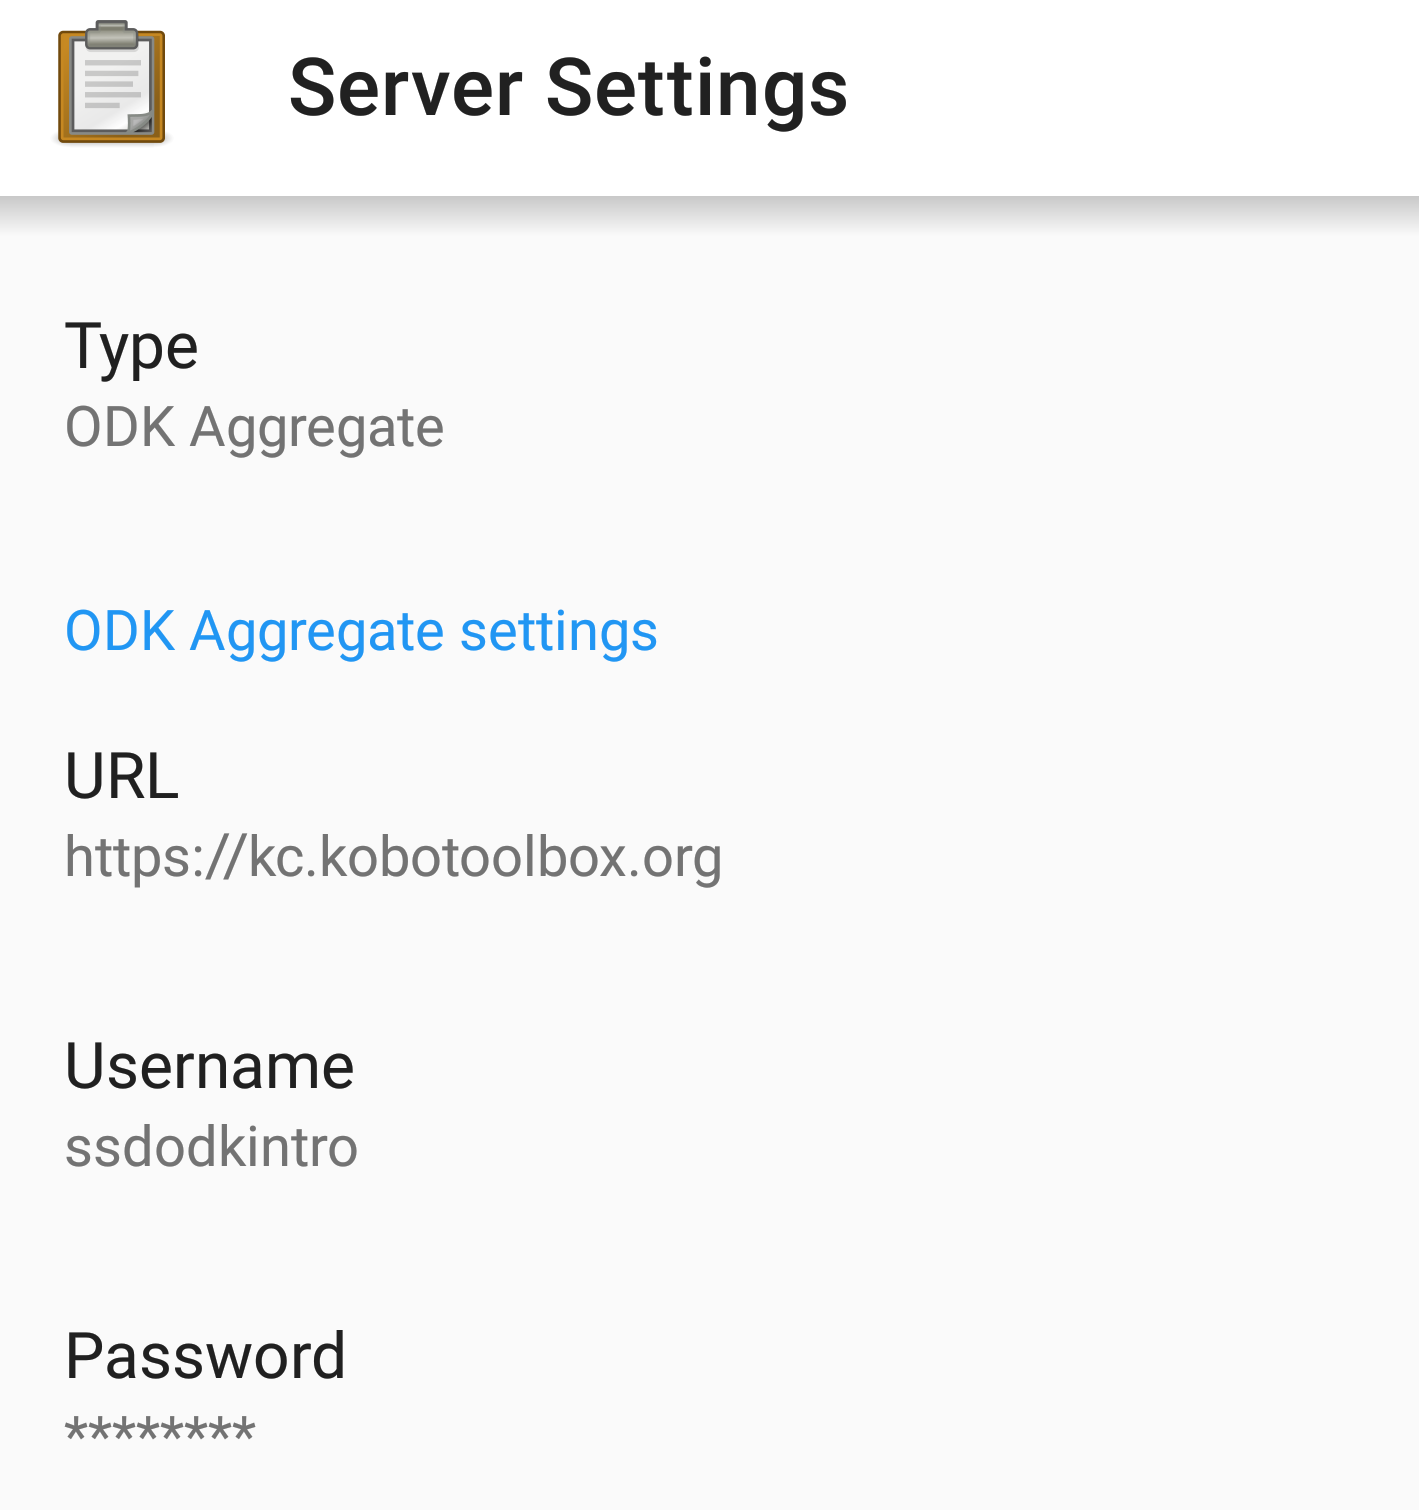 Server Settings
Type
ODK Aggregate
ODK Aggregate settings
URL
https://kc.kobotoolbox.org
Username
ssdodkintro
Password
********